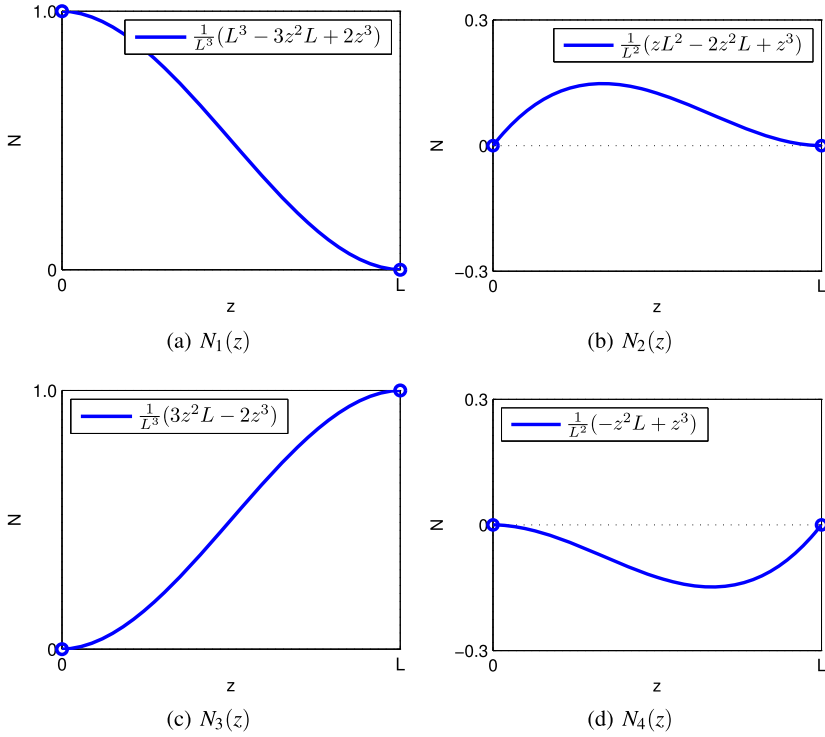 1.0
N
0
0
L
z
1/L³(L³ − 3z²L + 2z³)
(a) N₁(z)
0.3
N
0
−0.3
0
L
z
1/L²(zL² − 2z²L + z³)
(b) N₂(z)
1.0
N
0
0
L
z
1/L³(3z²L − 2z³)
(c) N₃(z)
0.3
N
0
−0.3
0
L
z
1/L²(−z²L + z³)
(d) N₄(z)